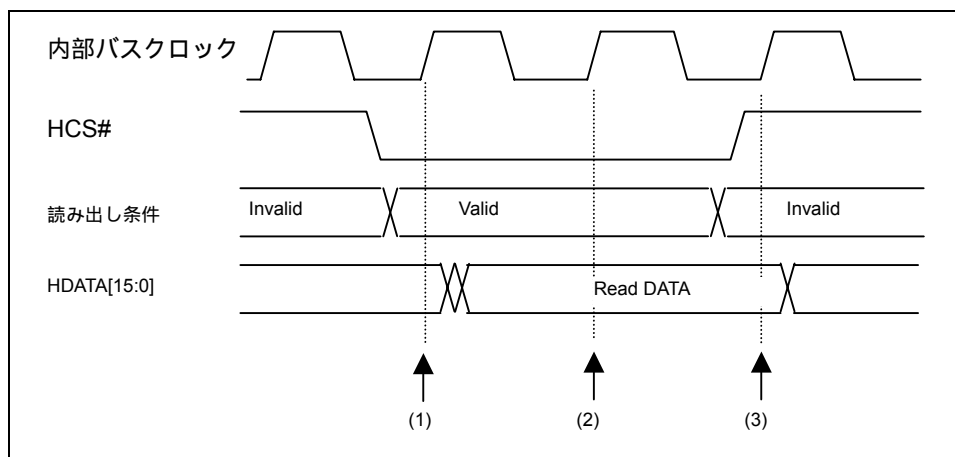 内部バスクロック
HCS#
読み出し条件 Invalid Valid Invalid
HDATA[15:0] Read DATA
(1) (2) (3)